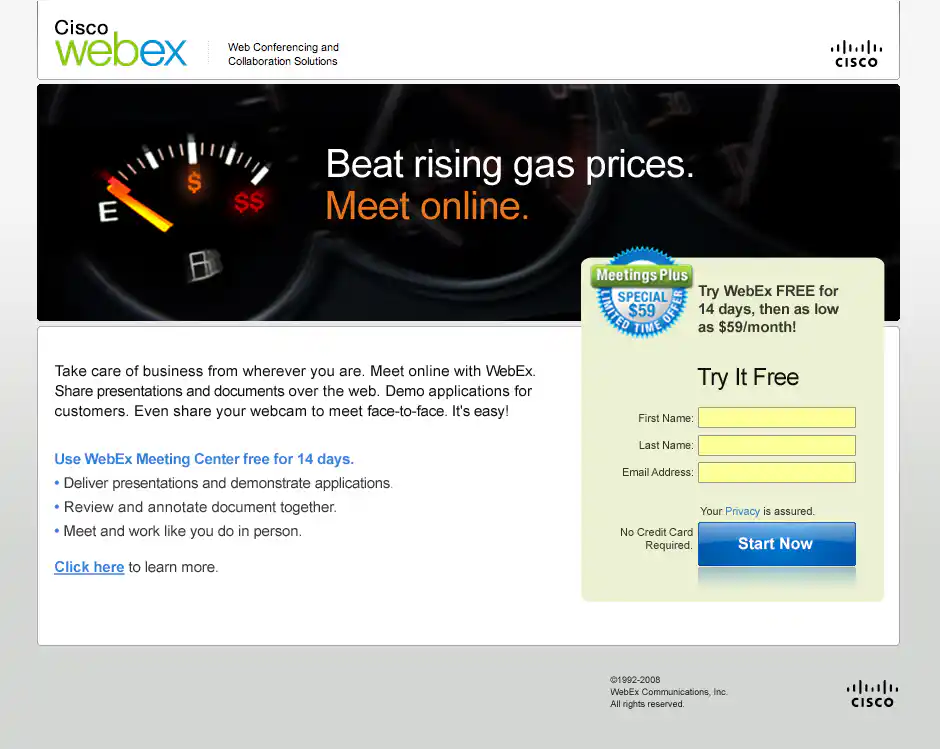 Cisco
webex
Web Conferencing and
Collaboration Solutions
CISCO
E
$
$$
Beat rising gas prices.
Meet online.
Meetings Plus
SPECIAL
$59
LIMITED TIME OFFER
Try WebEx FREE for
14 days, then as low
as $59/month!
Take care of business from wherever you are. Meet online with WebEx.
Share presentations and documents over the web. Demo applications for
customers. Even share your webcam to meet face-to-face. It's easy!
Use WebEx Meeting Center free for 14 days.
• Deliver presentations and demonstrate applications.
• Review and annotate document together.
• Meet and work like you do in person.
Click here to learn more.
Try It Free
First Name:
Last Name:
Email Address:
Your Privacy is assured.
No Credit Card
Required.
Start Now
©1992-2008
WebEx Communications, Inc.
All rights reserved.
CISCO